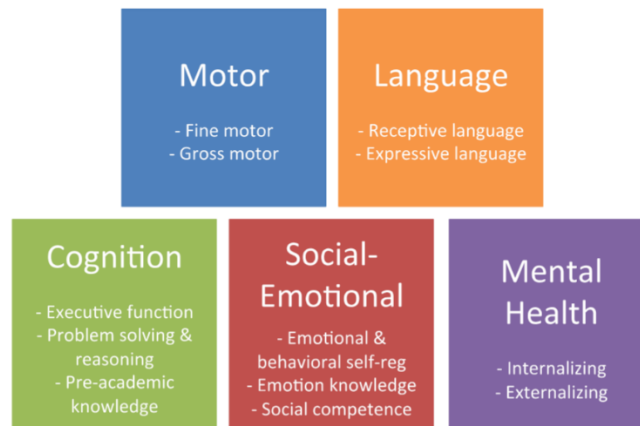 Motor
- Fine motor
- Gross motor
Language
- Receptive language
- Expressive language
Cognition
- Executive function
- Problem solving &
reasoning
- Pre-academic
knowledge
Social-
Emotional
- Emotional &
behavioral self-reg
- Emotion knowledge
- Social competence
Mental
Health
- Internalizing
- Externalizing